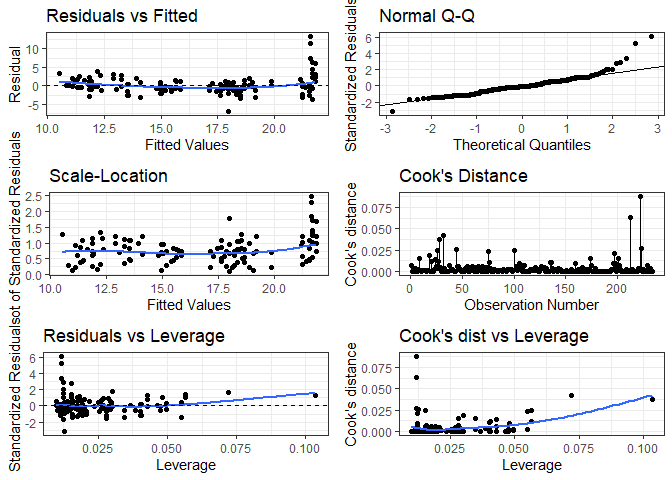 Residuals vs Fitted
Residual
10
5
0
-5
10.0 12.5 15.0 17.5 20.0
Fitted Values
Normal Q-Q
Standardized Residuals
6
4
2
0
-2
-3 -2 -1 0 1 2 3
Theoretical Quantiles
Scale-Location
of Standardized Residuals
2.5
2.0
1.5
1.0
0.5
0.0
10.0 12.5 15.0 17.5 20.0
Fitted Values
Cook's Distance
Cook's distance
0.075
0.050
0.025
0.000
0 50 100 150 200
Observation Number
Residuals vs Leverage
Standardized Residuals
6
4
2
0
-2
0.025 0.050 0.075 0.100
Leverage
Cook's dist vs Leverage
Cook's distance
0.075
0.050
0.025
0.000
0.025 0.050 0.075 0.100
Leverage